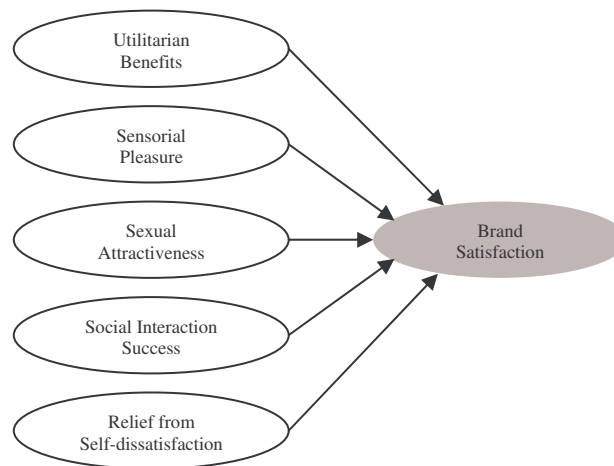 Utilitarian
Benefits
Sensorial
Pleasure
Sexual
Attractiveness
Brand
Satisfaction
Social Interaction
Success
Relief from
Self-dissatisfaction